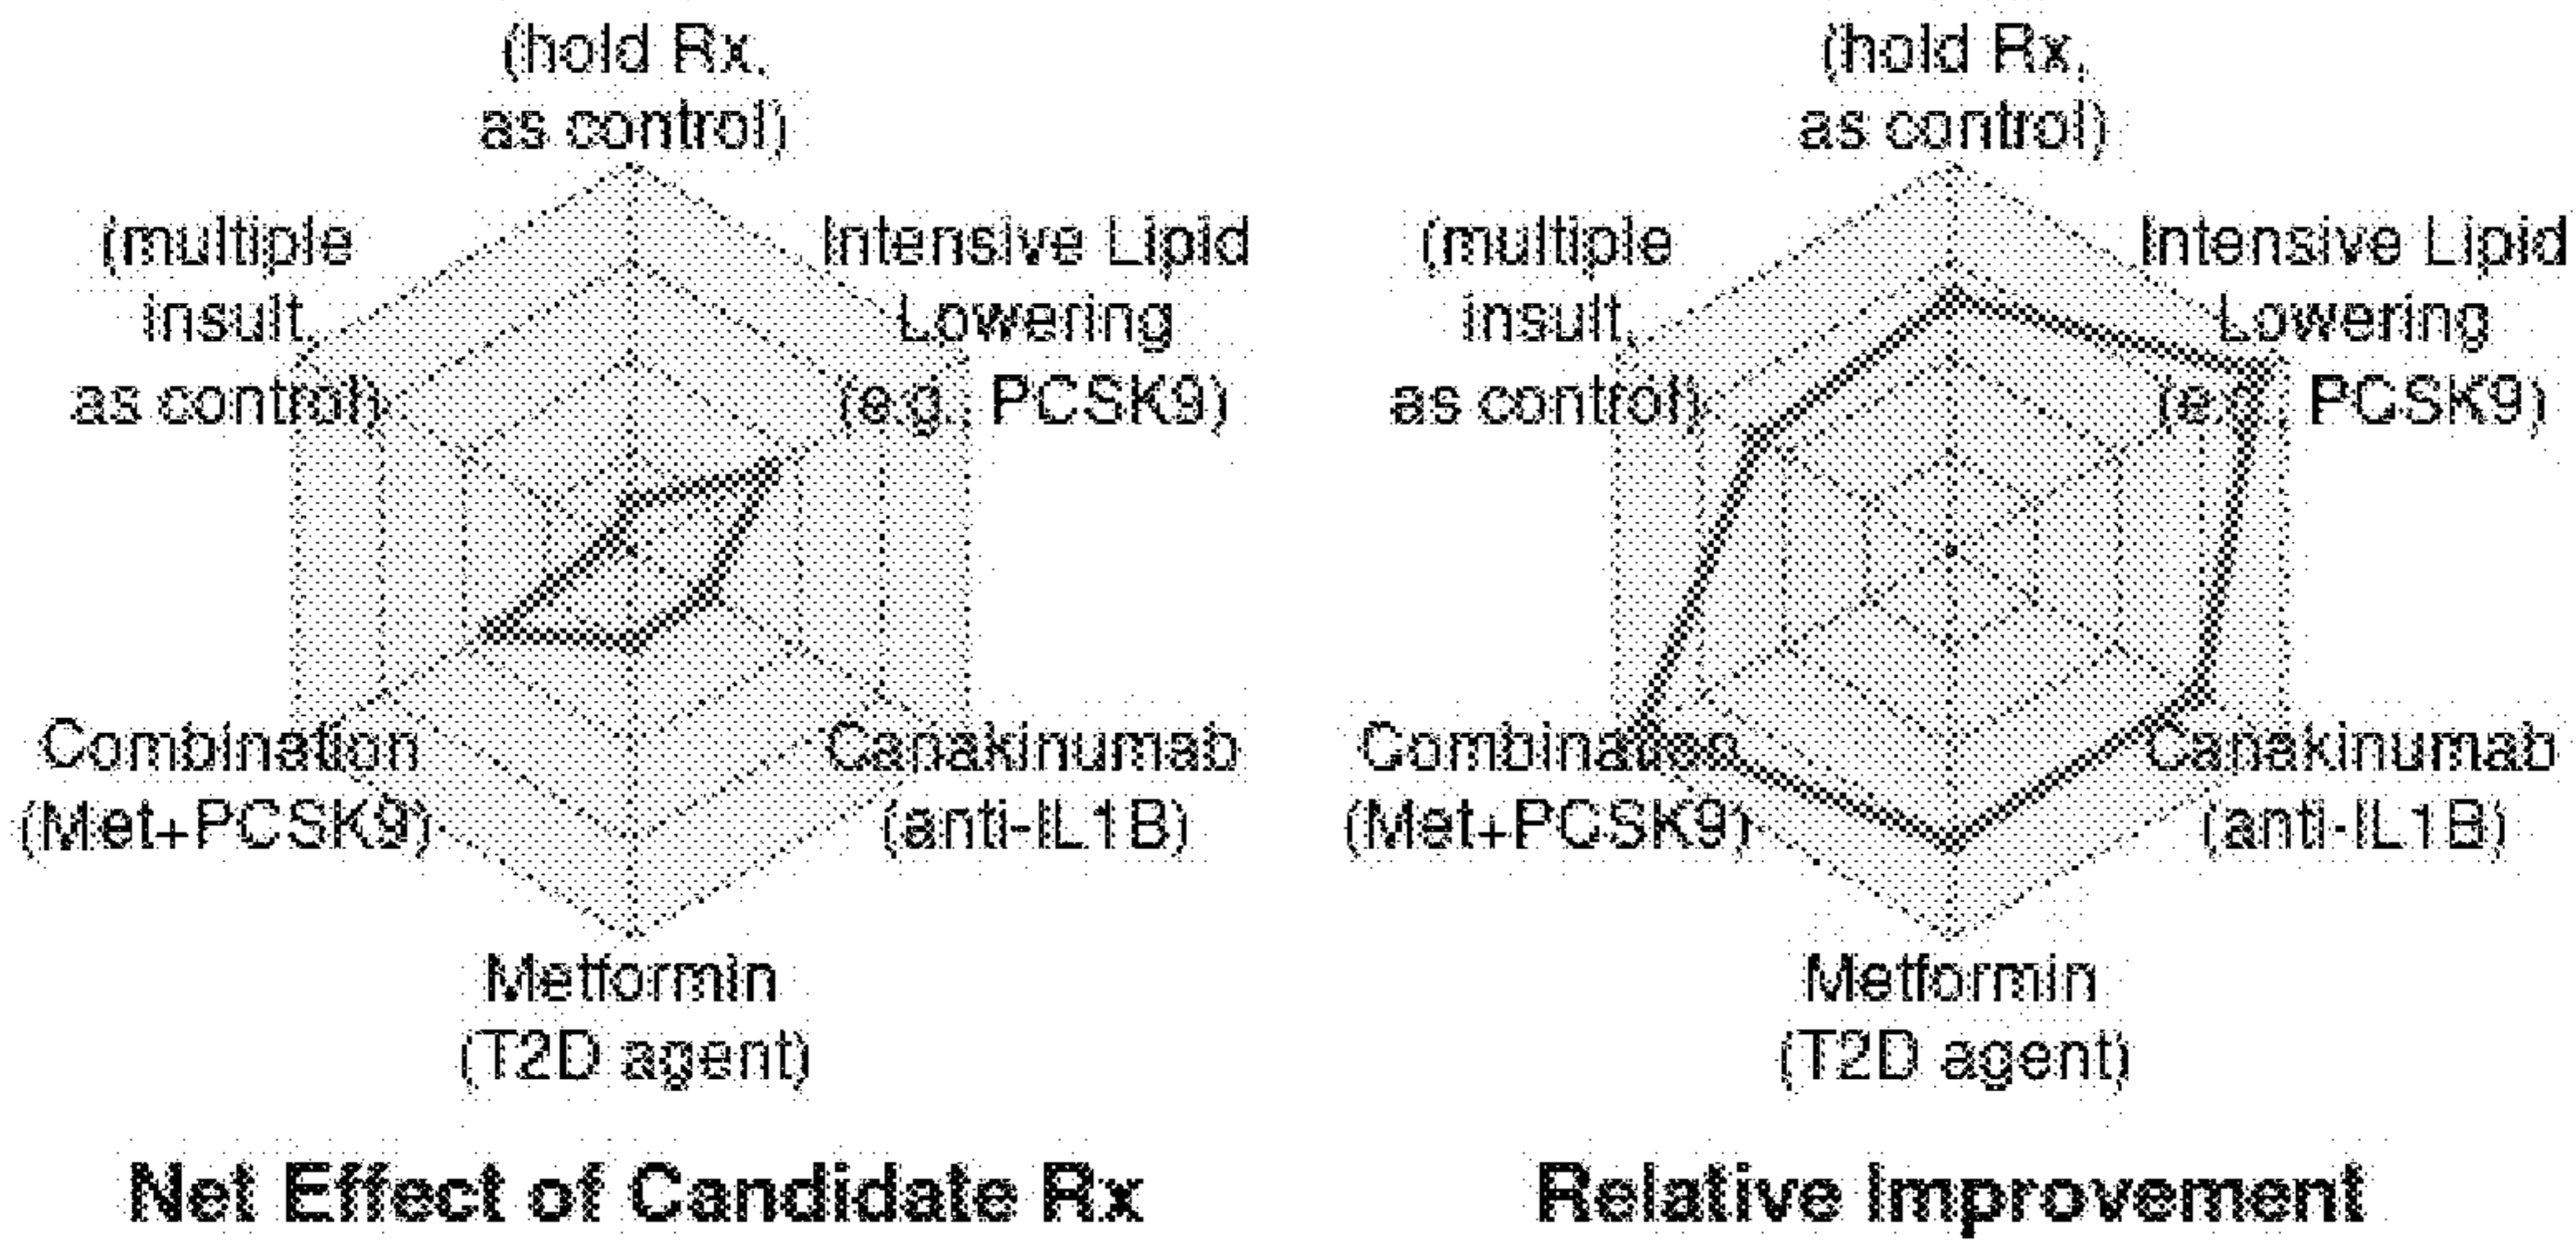 (hold Rx,
as control)
(multiple
insult,
as control)
Intensive Lipid
Lowering
(e.g., PCSK9)
Combination
(Met+PCSK9)
Canakinumab
(anti-IL1B)
Metformin
(T2D agent)
Net Effect of Candidate Rx
(hold Rx,
as control)
(multiple
insult,
as control)
Intensive Lipid
Lowering
(e.g., PCSK9)
Combination
(Met+PCSK9)
Canakinumab
(anti-IL1B)
Metformin
(T2D agent)
Relative Improvement